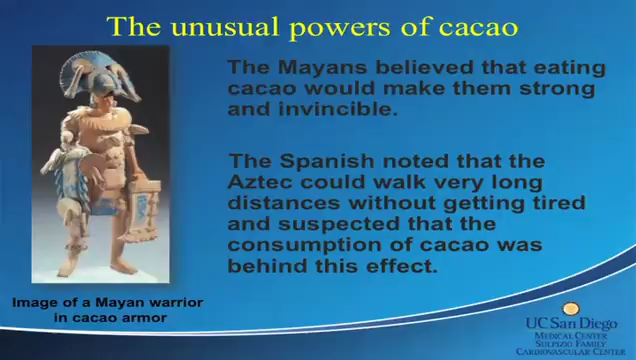 The unusual powers of cacao
The Mayans believed that eating
cacao would make them strong
and invincible.
The Spanish noted that the
Aztec could walk very long
distances without getting tired
and suspected that the
consumption of cacao was
behind this effect.
Image of a Mayan warrior
in cacao armor
UC San Diego
MEDICAL CENTER
SULPIZIO FAMILY
CARDIOVASCULAR CENTER